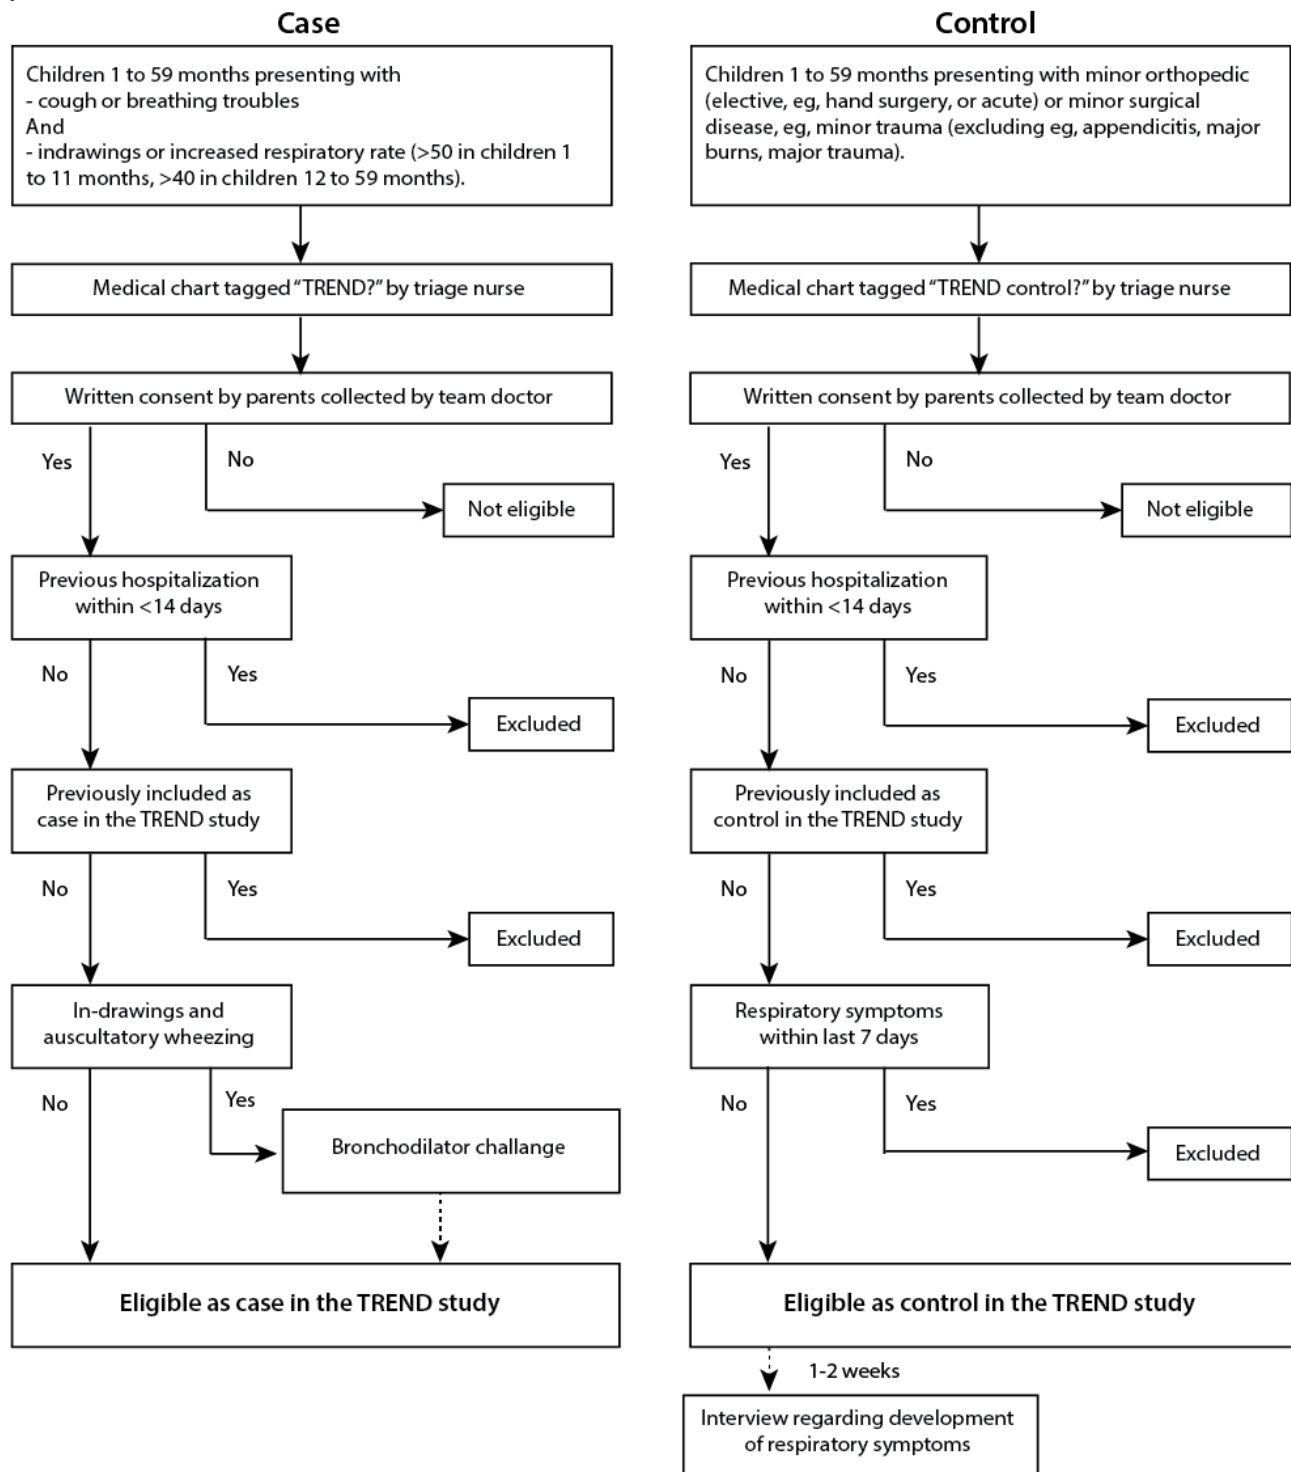 Case
Children 1 to 59 months presenting with
- cough or breathing troubles
And
- indrawings or increased respiratory rate (>50 in children 1
to 11 months, >40 in children 12 to 59 months).
Medical chart tagged “TREND?” by triage nurse
Written consent by parents collected by team doctor
Yes
No
Not eligible
Previous hospitalization
within <14 days
No
Yes
Excluded
Previously included as
case in the TREND study
No
Yes
Excluded
In-drawings and
auscultatory wheezing
No
Yes
Bronchodilator challange
Eligible as case in the TREND study
Control
Children 1 to 59 months presenting with minor orthopedic
(elective, eg, hand surgery, or acute) or minor surgical
disease, eg, minor trauma (excluding eg, appendicitis, major
burns, major trauma).
Medical chart tagged “TREND control?” by triage nurse
Written consent by parents collected by team doctor
Yes
No
Not eligible
Previous hospitalization
within <14 days
No
Yes
Excluded
Previously included as
control in the TREND study
No
Yes
Excluded
Respiratory symptoms
within last 7 days
No
Yes
Excluded
Eligible as control in the TREND study
1-2 weeks
Interview regarding development
of respiratory symptoms